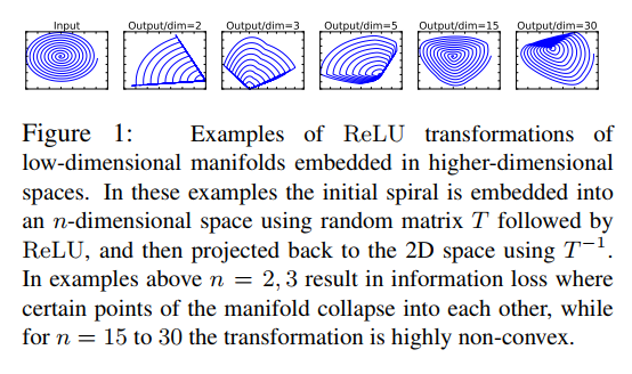 Input Output/dim=2 Output/dim=3 Output/dim=5 Output/dim=15 Output/dim=30
Figure 1: Examples of ReLU transformations of
low-dimensional manifolds embedded in higher-dimensional
spaces. In these examples the initial spiral is embedded into
an n-dimensional space using random matrix T followed by
ReLU, and then projected back to the 2D space using T⁻¹.
In examples above n = 2, 3 result in information loss where
certain points of the manifold collapse into each other, while
for n = 15 to 30 the transformation is highly non-convex.